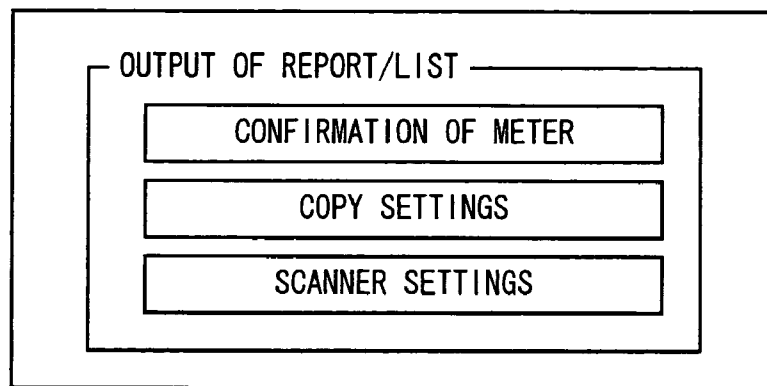 OUTPUT OF REPORT/LIST
CONFIRMATION OF METER
COPY SETTINGS
SCANNER SETTINGS